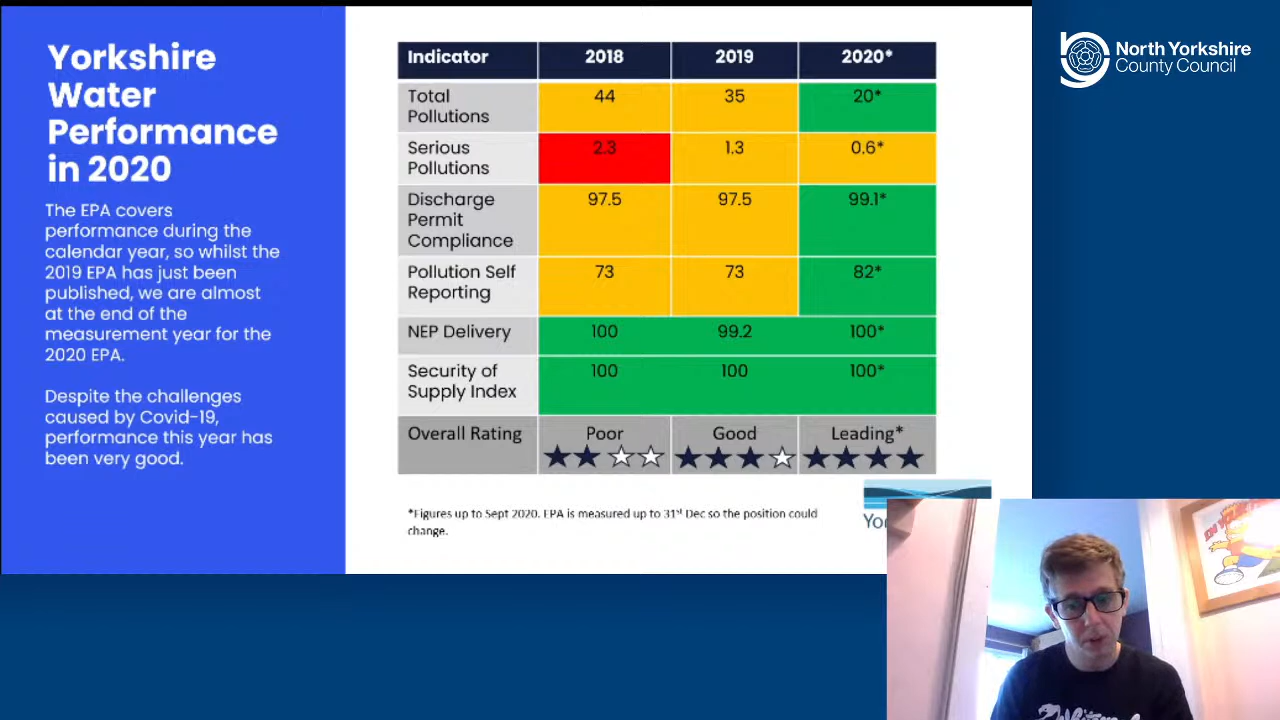 Yorkshire
Water
Performance
in 2020
The EPA covers
performance during the
calendar year, so whilst the
2019 EPA has just been
published, we are almost
at the end of the
measurement year for the
2020 EPA.
Despite the challenges
caused by Covid-19,
performance this year has
been very good.
Indicator 2018 2019 2020*
Total
Pollutions 44 35 20*
Serious
Pollutions 2.3 1.3 0.6*
Discharge
Permit
Compliance 97.5 97.5 99.1*
Pollution Self
Reporting 73 73 82*
NEP Delivery 100 99.2 100*
Security of
Supply Index 100 100 100*
Overall Rating Poor Good Leading*
*Figures up to Sept 2020. EPA is measured up to 31st Dec so the position could
change.
North Yorkshire
County Council